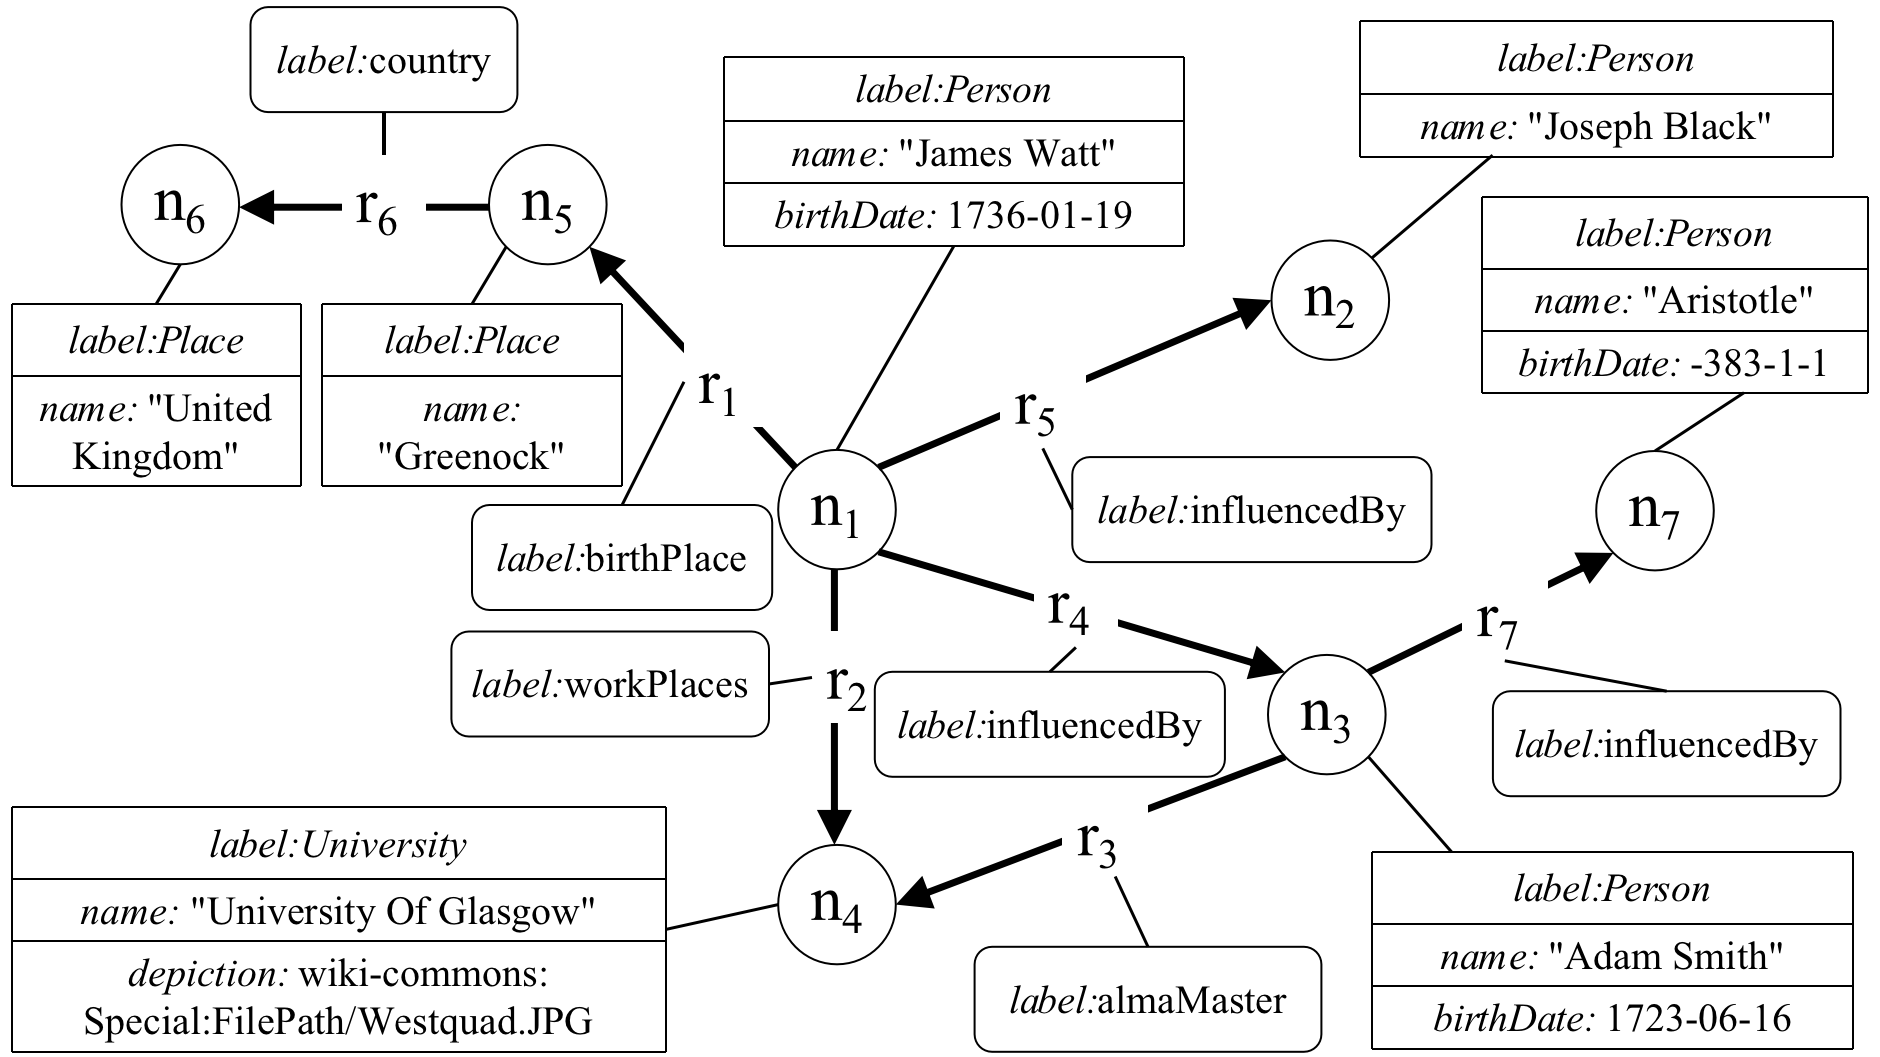 label:country
label:Person
name: "James Watt"
birthDate: 1736-01-19
label:Person
name: "Joseph Black"
n6
r6
n5
label:Person
name: "Aristotle"
birthDate: -383-1-1
n2
label:Place
name: "United
Kingdom"
label:Place
name:
"Greenock"
r1
r5
n1
label:influencedBy
n7
label:birthPlace
r4
r7
label:workPlaces
r2
label:influencedBy
n3
label:influencedBy
label:University
name: "University Of Glasgow"
depiction: wiki-commons:
Special:FilePath/Westquad.JPG
r3
n4
label:almaMaster
label:Person
name: "Adam Smith"
birthDate: 1723-06-16